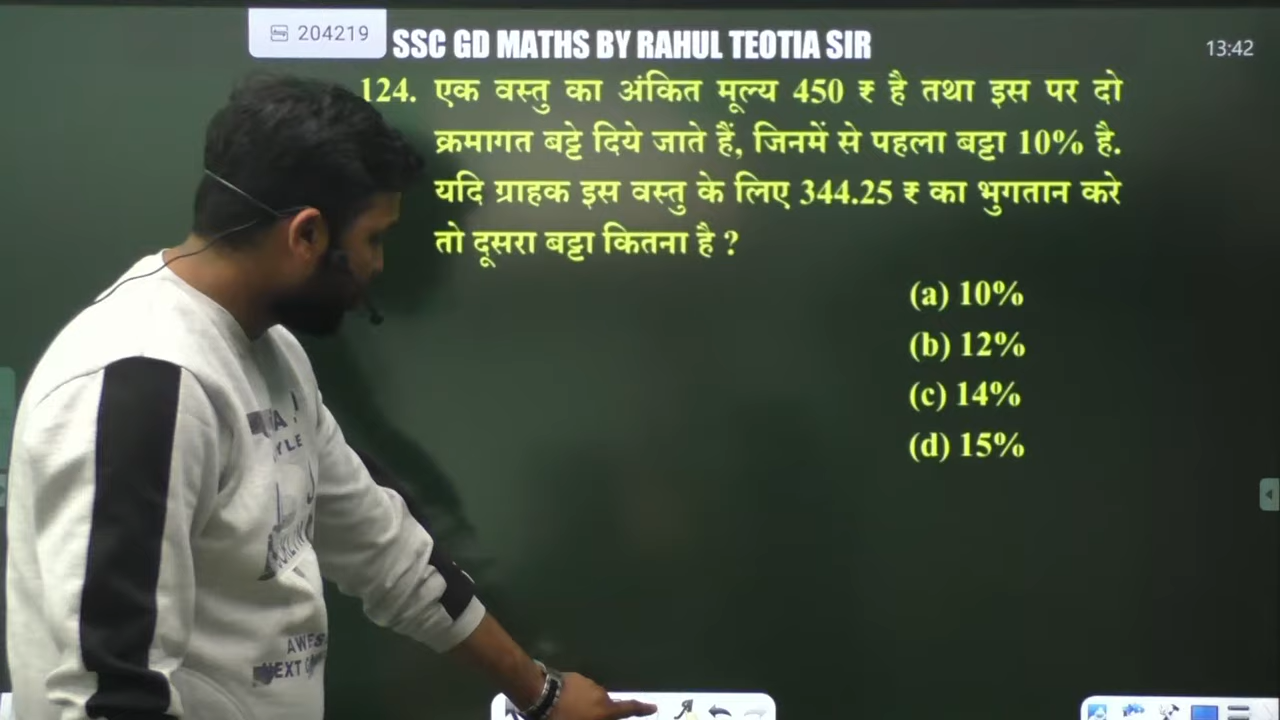 204219
SSC GD MATHS BY RAHUL TEOTIA SIR
13:42
124. एक वस्तु का अंकित मूल्य 450 ₹ है तथा इस पर दो
क्रमागत बट्टे दिये जाते हैं, जिनमें से पहला बट्टा 10% है.
यदि ग्राहक इस वस्तु के लिए 344.25 ₹ का भुगतान करे
तो दूसरा बट्टा कितना है ?
(a) 10%
(b) 12%
(c) 14%
(d) 15%